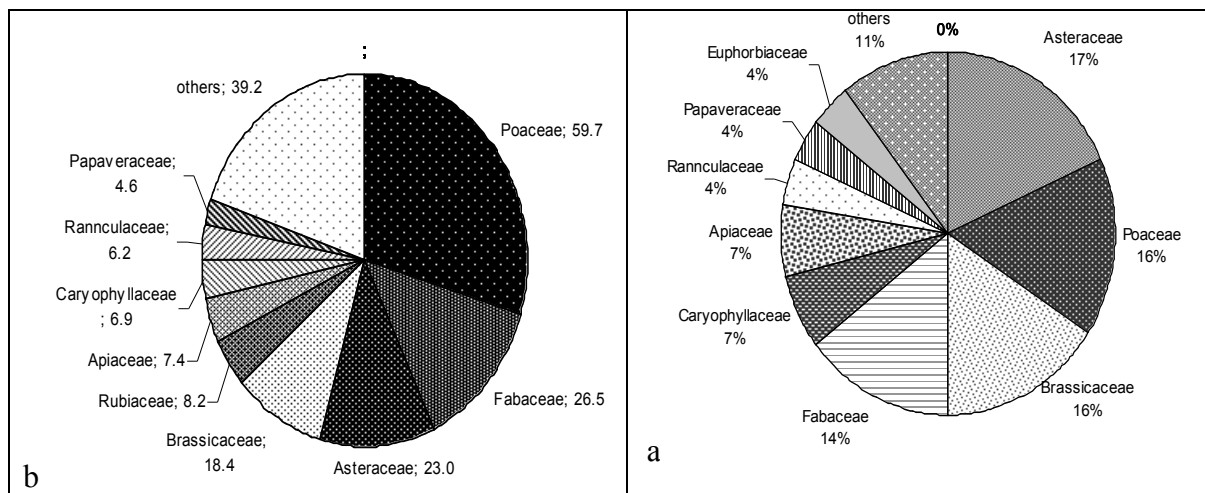 ;
others; 39.2
Poaceae; 59.7
Papaveraceae;
4.6
Rannculaceae;
6.2
Caryophyllaceae
; 6.9
Apiaceae; 7.4
Rubiaceae; 8.2
Brassicaceae;
18.4
Asteraceae; 23.0
Fabaceae; 26.5
b
0%
others
11%
Asteraceae
17%
Euphorbiaceae
4%
Papaveraceae
4%
Rannculaceae
4%
Apiaceae
7%
Poaceae
16%
Caryophyllaceae
7%
Brassicaceae
16%
Fabaceae
14%
a